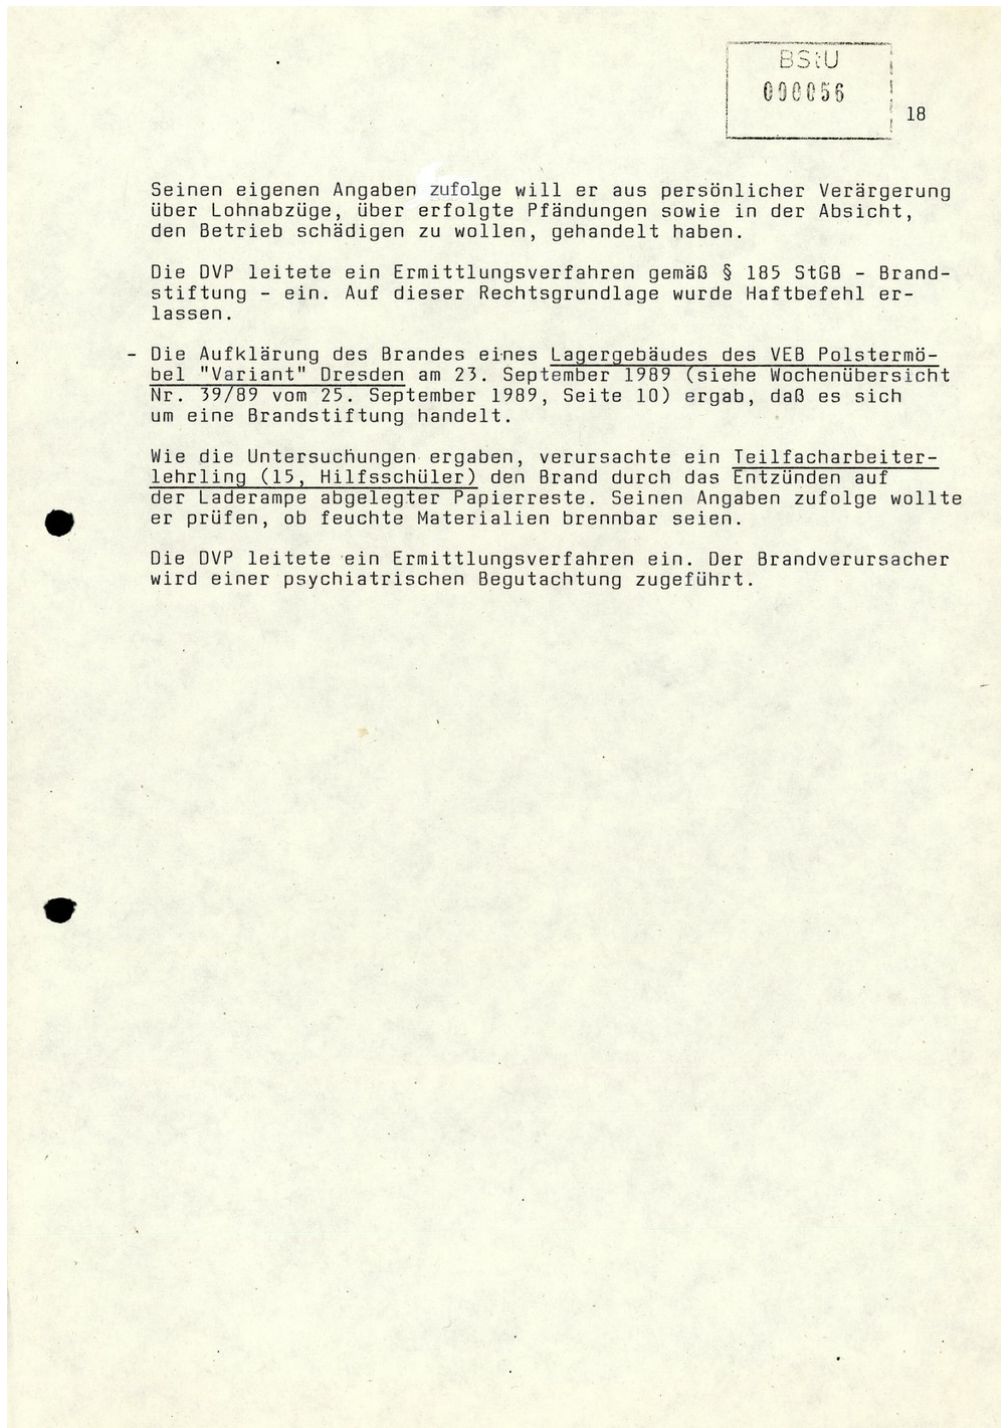 BStU
000056
18
Seinen eigenen Angaben zufolge will er aus persönlicher Verärgerung
über Lohnabzüge, über erfolgte Pfändungen sowie in der Absicht,
den Betrieb schädigen zu wollen, gehandelt haben.
Die DVP leitete ein Ermittlungsverfahren gemäß § 185 StGB - Brand-
stiftung - ein. Auf dieser Rechtsgrundlage wurde Haftbefehl er-
lassen.
- Die Aufklärung des Brandes eines Lagergebäudes des VEB Polstermö-
bel "Variant" Dresden am 23. September 1989 (siehe Wochenübersicht
Nr. 39/89 vom 25. September 1989, Seite 10) ergab, daß es sich
um eine Brandstiftung handelt.
Wie die Untersuchungen ergaben, verursachte ein Teilfacharbeiter-
lehrling (15, Hilfsschüler) den Brand durch das Entzünden auf
der Laderampe abgelegter Papierreste. Seinen Angaben zufolge wollte
er prüfen, ob feuchte Materialien brennbar seien.
Die DVP leitete ein Ermittlungsverfahren ein. Der Brandverursacher
wird einer psychiatrischen Begutachtung zugeführt.